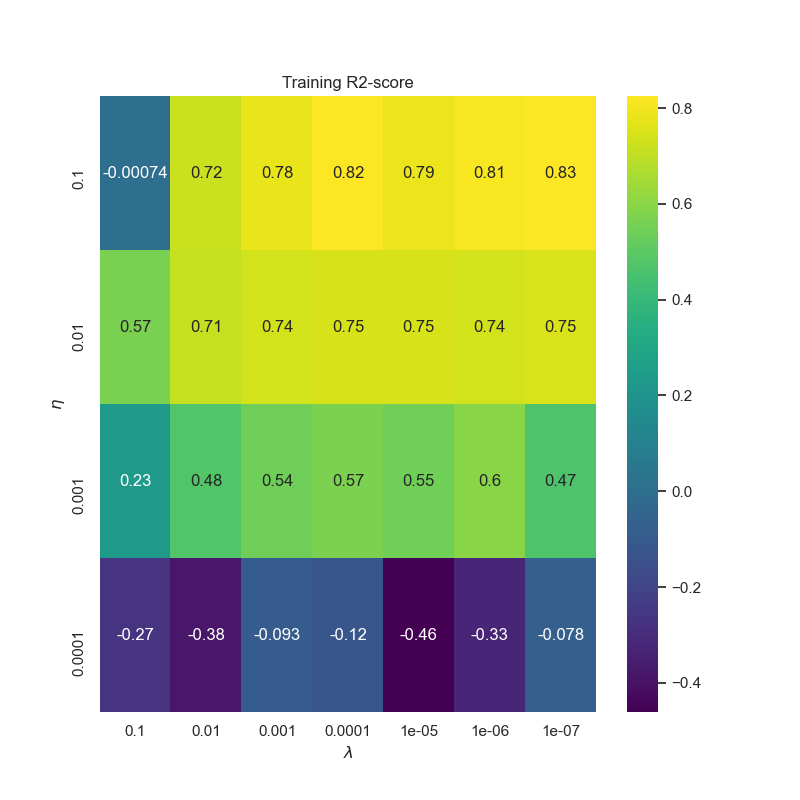 Training R2-score
0.1 -0.00074 0.72 0.78 0.82 0.79 0.81 0.83
0.01 0.57 0.71 0.74 0.75 0.75 0.74 0.75
η
0.001 0.23 0.48 0.54 0.57 0.55 0.6 0.47
0.0001 -0.27 -0.38 -0.093 -0.12 -0.46 -0.33 -0.078
0.1 0.01 0.001 0.0001 1e-05 1e-06 1e-07
λ
0.8
0.6
0.4
0.2
0.0
−0.2
−0.4